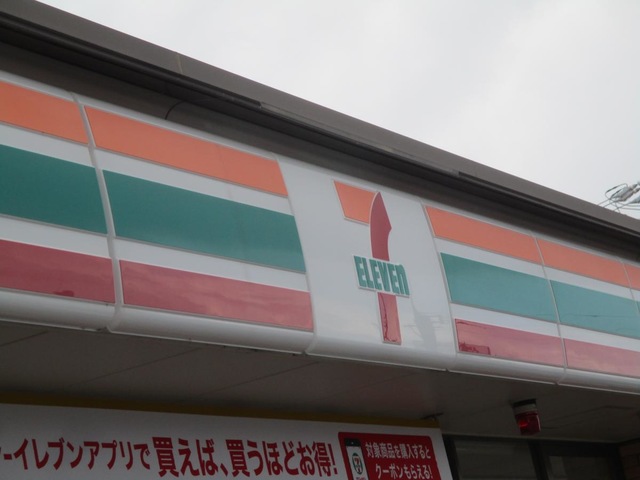 7
ELEVEn
-イレブンアプリで買えば、買うほどお得!
対象商品を購入すると
クーポンもらえる!